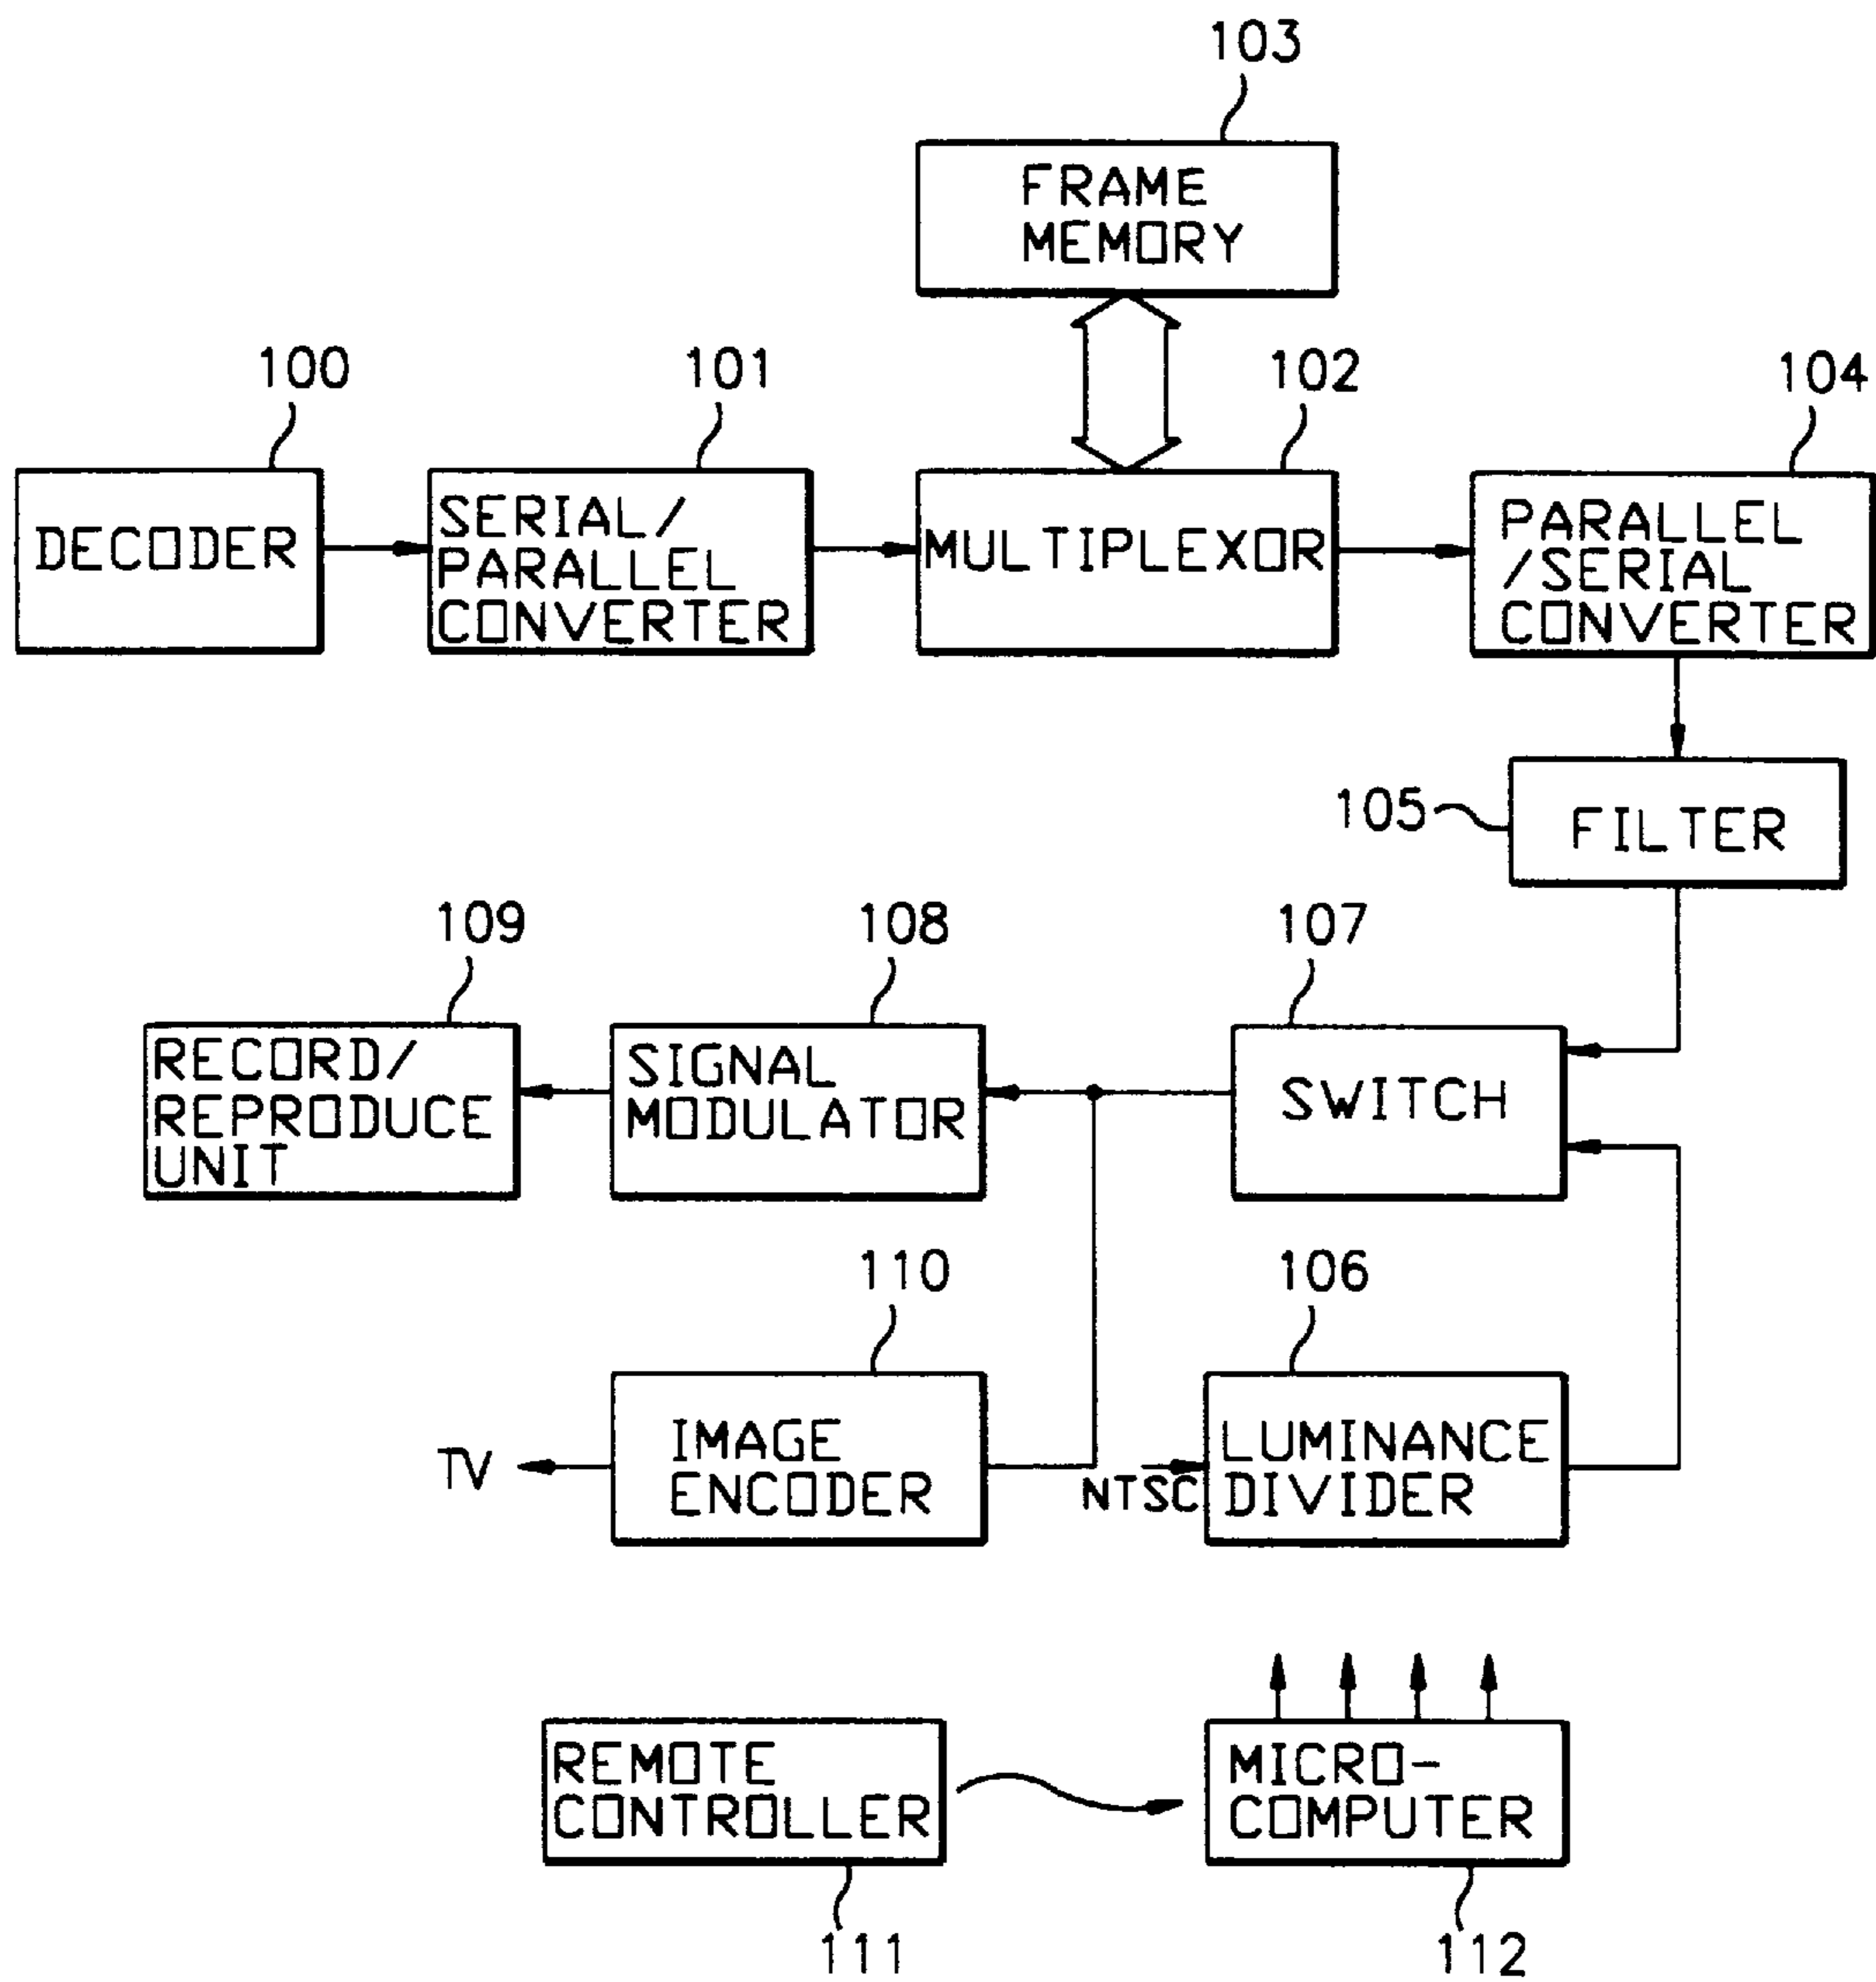 103
FRAME
MEMORY
100
101
102
104
DECODER
SERIAL/
PARALLEL
CONVERTER
MULTIPLEXOR
PARALLEL
/SERIAL
CONVERTER
105
FILTER
109
108
107
RECORD/
REPRODUCE
UNIT
SIGNAL
MODULATOR
SWITCH
110
106
TV
IMAGE
ENCODER
NTSC
LUMINANCE
DIVIDER
REMOTE
CONTROLLER
MICRO-
COMPUTER
111
112